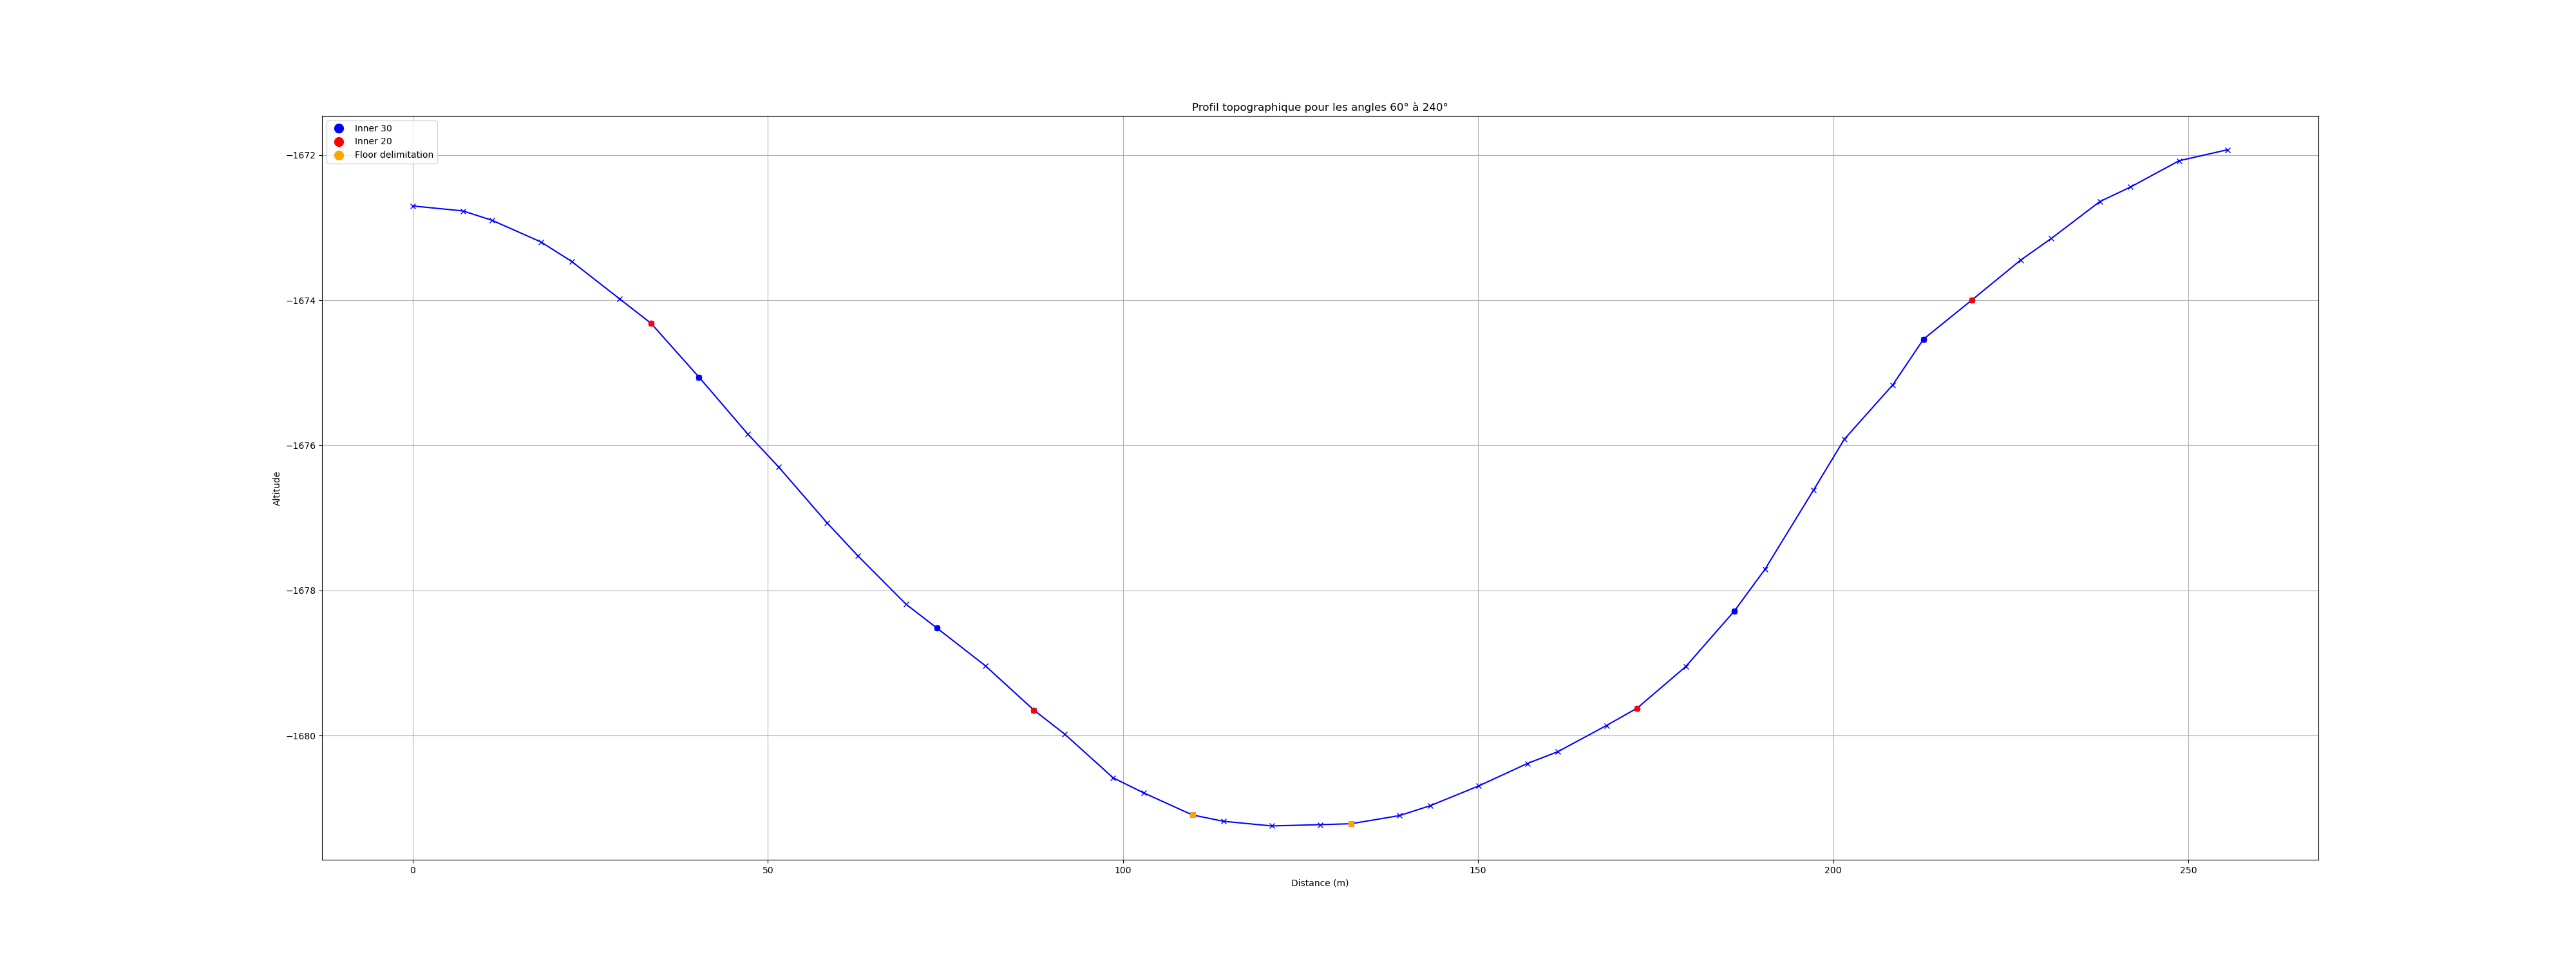 Profil topographique pour les angles 60° à 240°
Inner 30
Inner 20
Floor delimitation
−1672
−1674
−1676
−1678
−1680
Altitude
0 50 100 150 200 250
Distance (m)